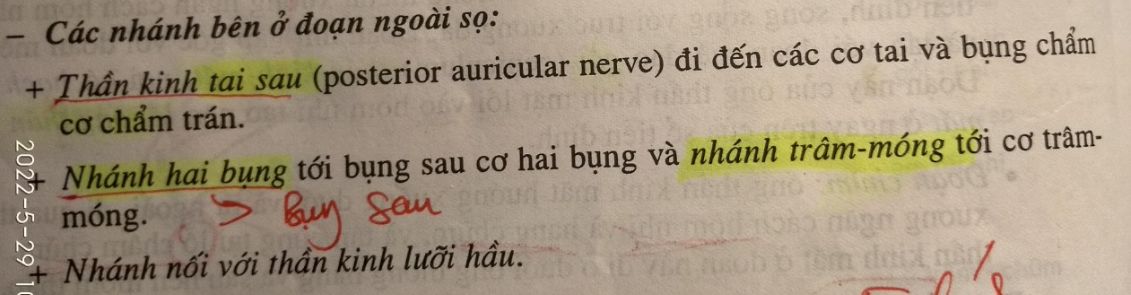 – Các nhánh bên ở đoạn ngoài sọ:
+ Thần kinh tai sau (posterior auricular nerve) đi đến các cơ tai và bụng chẩm
cơ chẩm trán.
+ Nhánh hai bụng tới bụng sau cơ hai bụng và nhánh trâm-móng tới cơ trâm-
móng.
Bụng sau
+ Nhánh nối với thần kinh lưỡi hầu.
2022-5-29